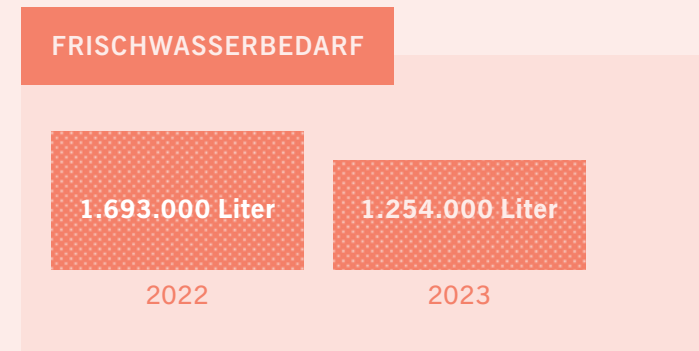 FRISCHWASSERBEDARF
1.693.000 Liter
1.254.000 Liter
2022
2023